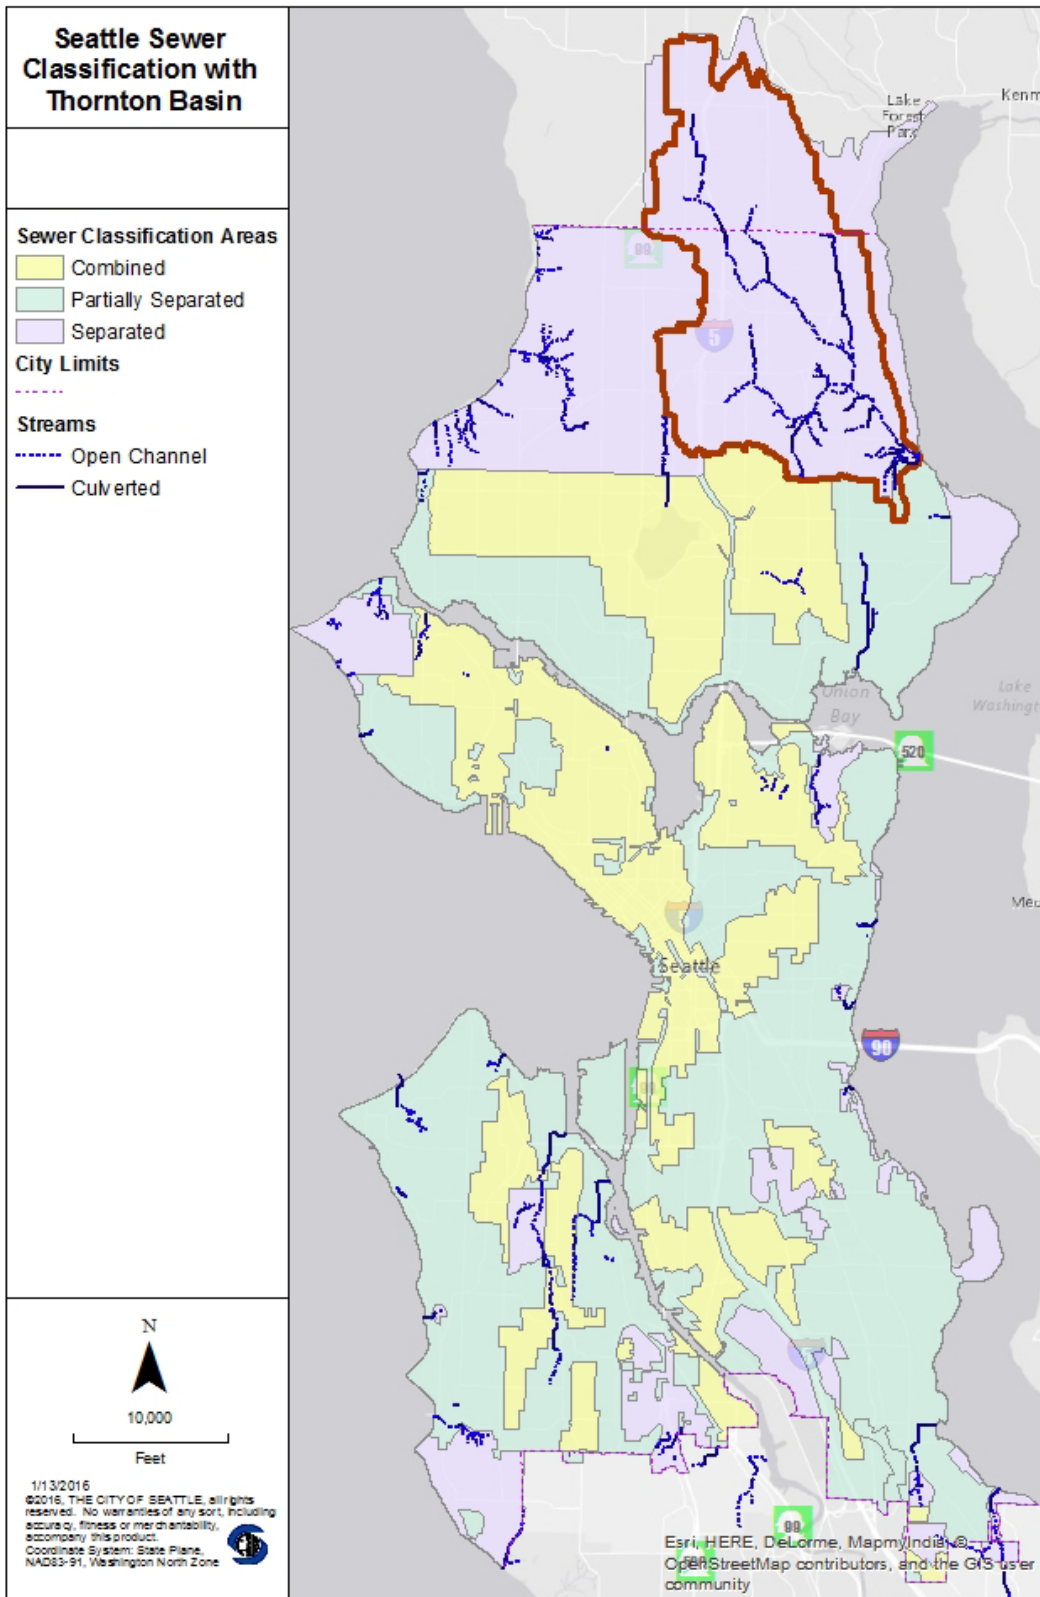 Seattle Sewer
Classification with
Thornton Basin
Sewer Classification Areas
Combined
Partially Separated
Separated
City Limits
Streams
Open Channel
Culverted
N
10,000
Feet
1/13/2016
©2016, THE CITY OF SEATTLE, all rights
reserved. No warranties of any sort, including
accuracy, fitness or merchantability,
accompany this product.
Coordinate System: State Plane,
NAD83-91, Washington North Zone
Lake
Forest
Park
Kenm
99
5
Union
Bay
Lake
Washingt
520
Med
Seattle
90
99
99
Esri, HERE, DeLorme, MapmyIndia, ©
OpenStreetMap contributors, and the GIS user
community